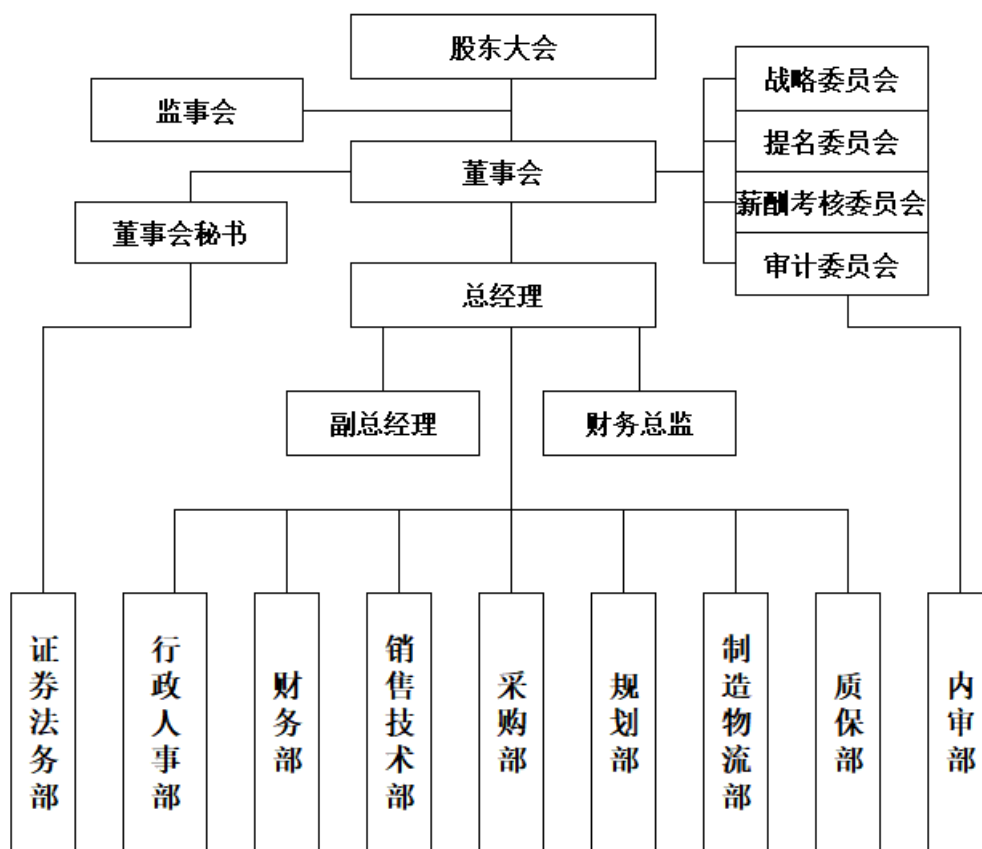 股东大会
监事会
战略委员会
提名委员会
董事会
薪酬考核委员会
董事会秘书
审计委员会
总经理
副总经理
财务总监
证券法务部
行政人事部
财务部
销售技术部
采购部
规划部
制造物流部
质保部
内审部